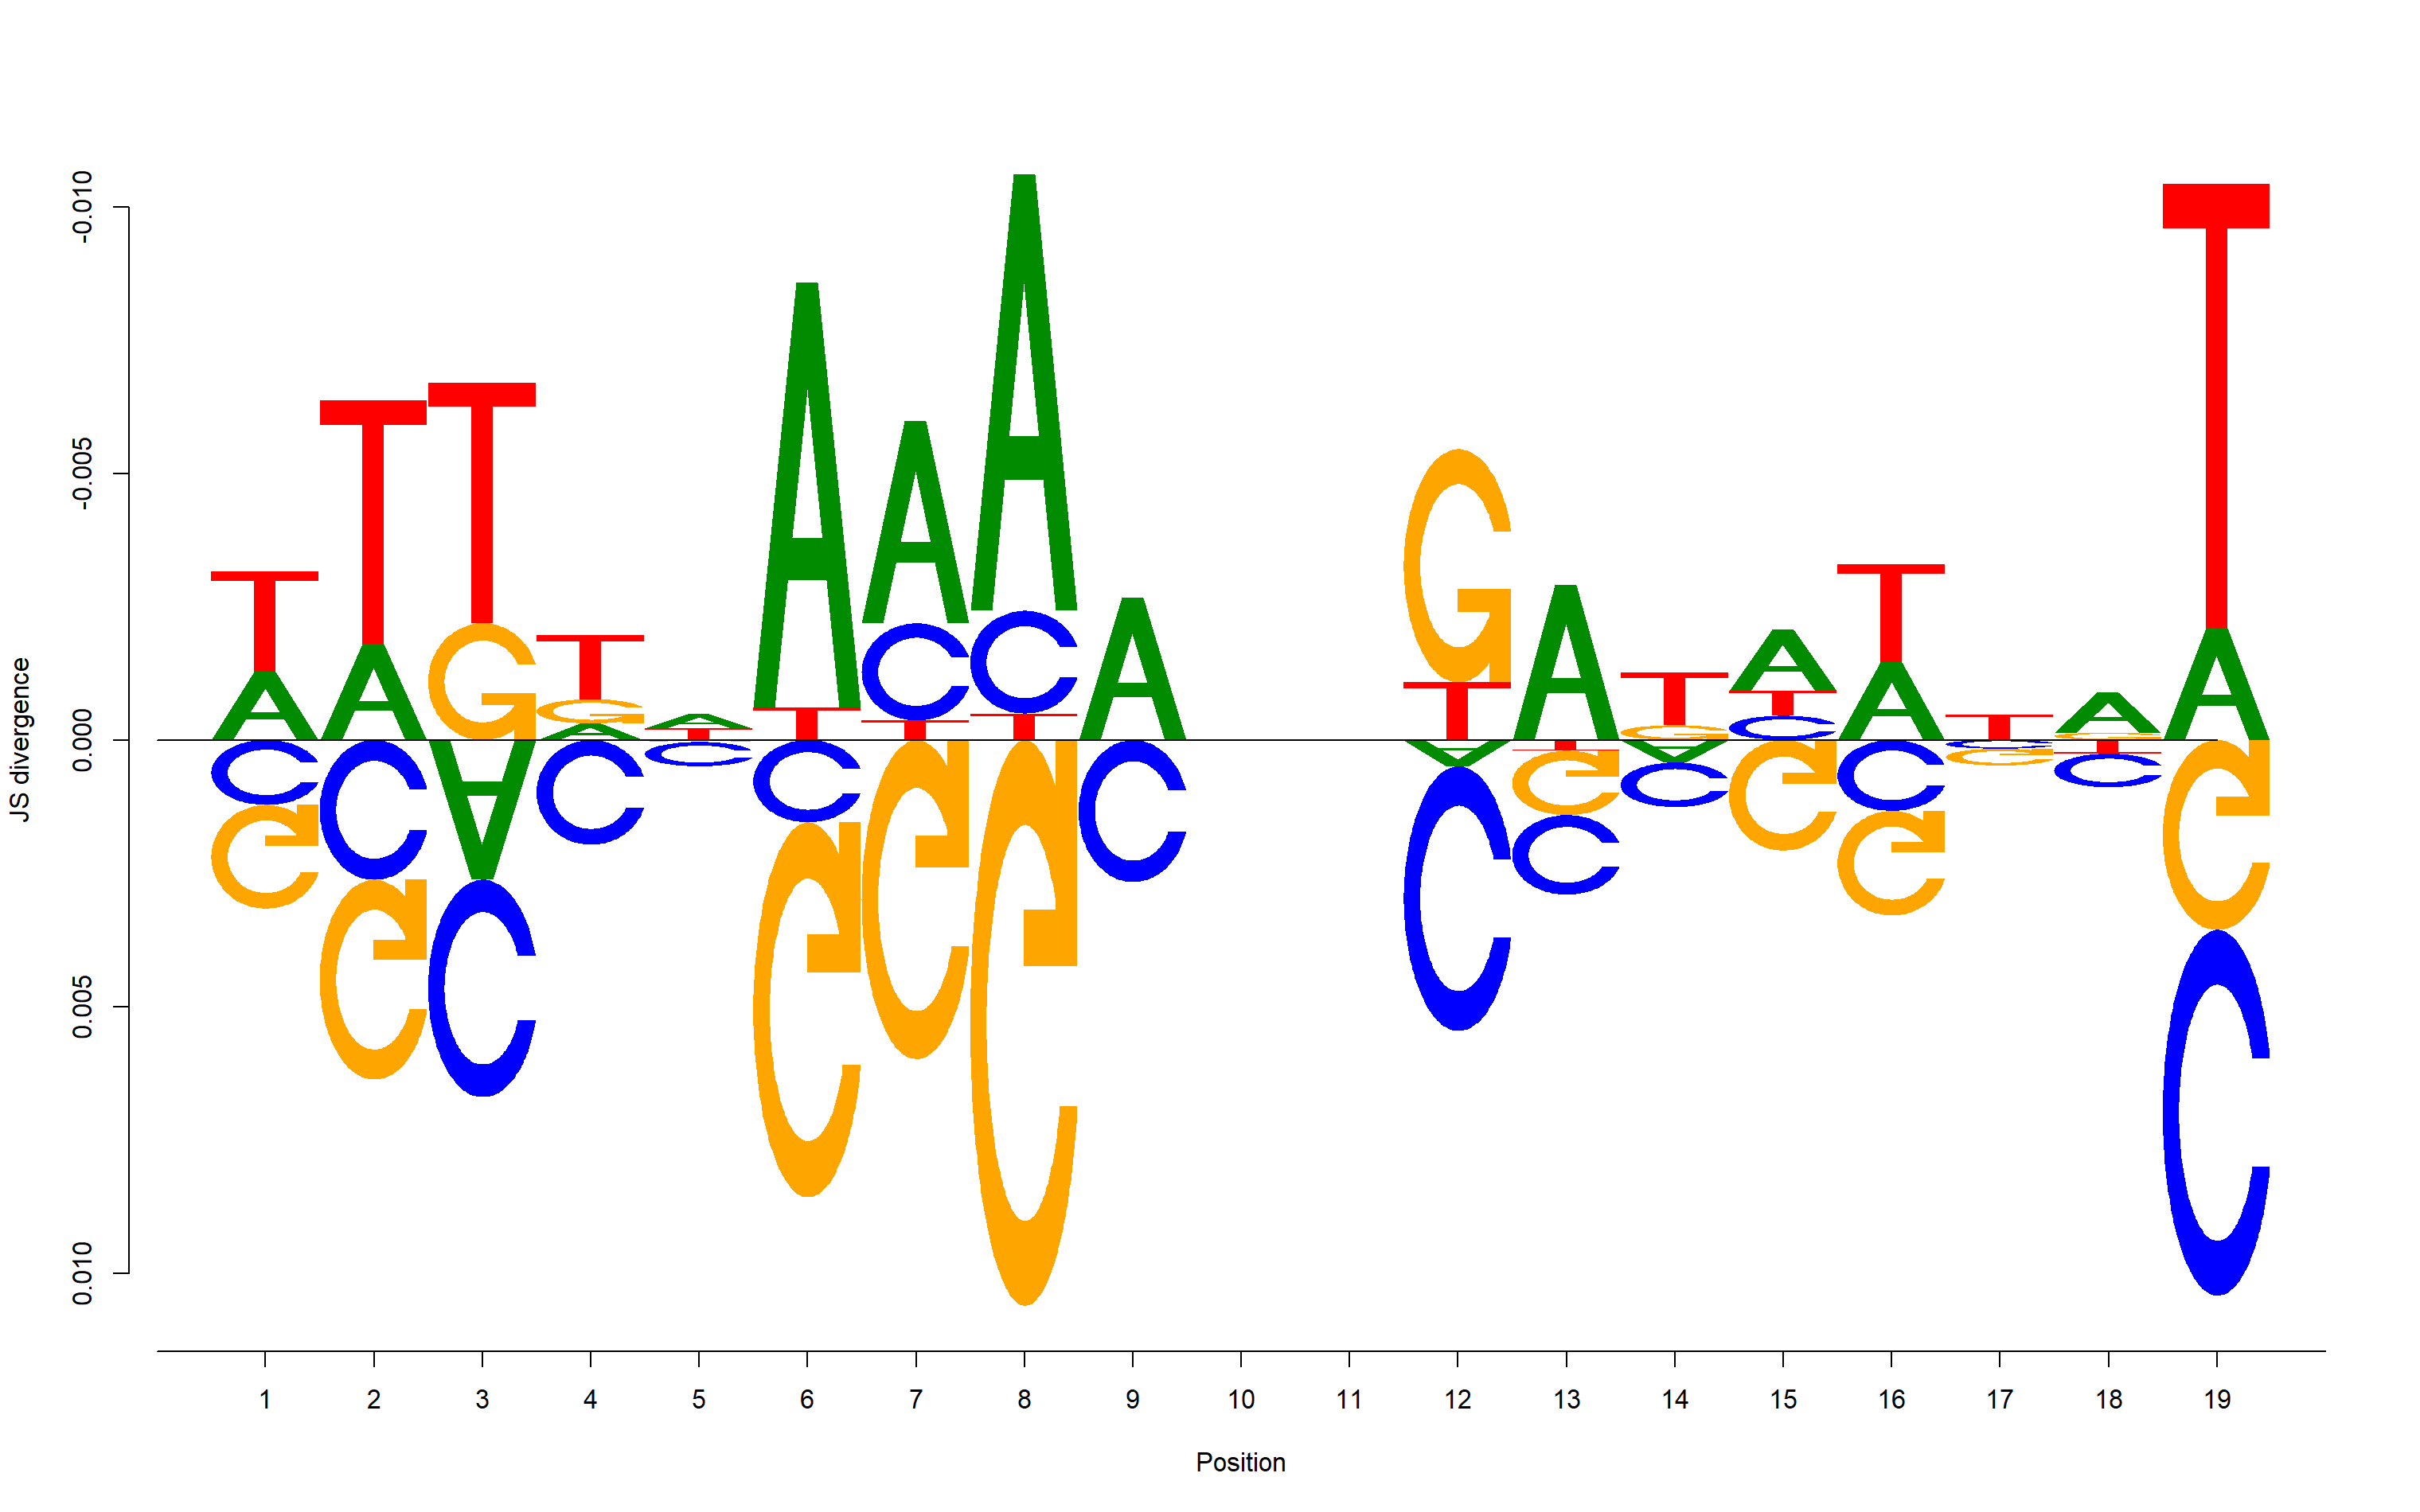 JS divergence
-0.010
-0.005
0.000
0.005
0.010
T T T T A A A A A G A T A T T A T
A A G G T T C C T T G T A T A
A T C G C
C C A C C C G G C A T A G C C T G
G G C G C G C G G C C
1 2 3 4 5 6 7 8 9 10 11 12 13 14 15 16 17 18 19
Position